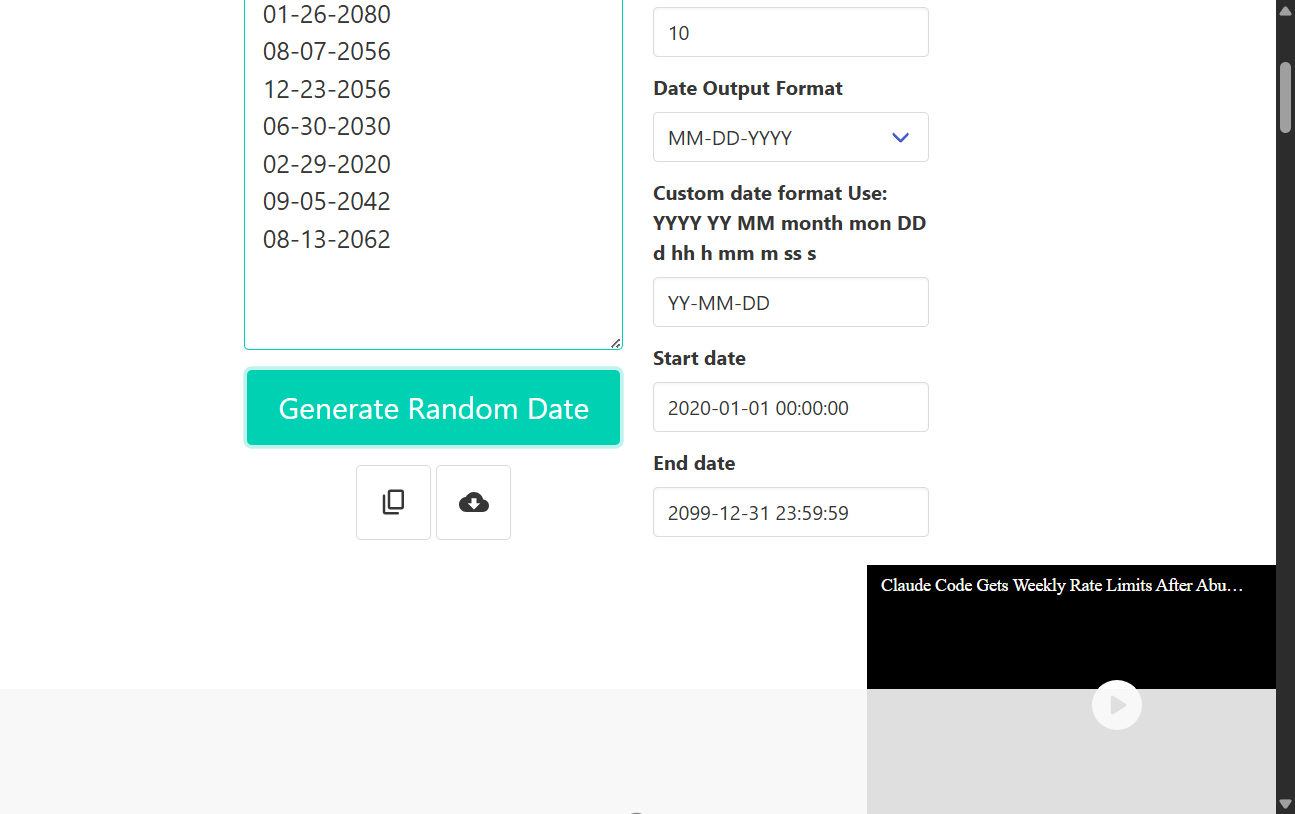 01-26-2080
08-07-2056
12-23-2056
06-30-2030
02-29-2020
09-05-2042
08-13-2062
Generate Random Date
10
Date Output Format
MM-DD-YYYY
Custom date format Use:
YYYY YY MM month mon DD
d hh h mm m ss s
YY-MM-DD
Start date
2020-01-01 00:00:00
End date
2099-12-31 23:59:59
Claude Code Gets Weekly Rate Limits After Abu…